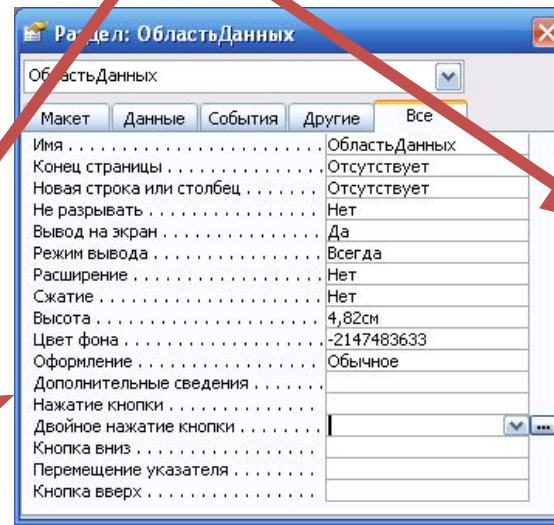 Раздел: ОбластьДанных
ОбластьДанных
Макет Данные События Другие Все
Имя . . . . . . . . . . . . . . . . . . . . . . . ОбластьДанных
Конец страницы . . . . . . . . . . . . . . Отсутствует
Новая строка или столбец . . . . . . . Отсутствует
Не разрывать . . . . . . . . . . . . . . . . Нет
Вывод на экран . . . . . . . . . . . . . . . Да
Режим вывода . . . . . . . . . . . . . . . . Всегда
Расширение . . . . . . . . . . . . . . . . . Нет
Сжатие . . . . . . . . . . . . . . . . . . . . Нет
Высота . . . . . . . . . . . . . . . . . . . . 4,82см
Цвет фона . . . . . . . . . . . . . . . . . . -2147483633
Оформление . . . . . . . . . . . . . . . . . Обычное
Дополнительные сведения . . . . . . .
Нажатие кнопки . . . . . . . . . . . . . .
Двойное нажатие кнопки . . . . . . . . ...
Кнопка вниз . . . . . . . . . . . . . . . . .
Перемещение указателя . . . . . . . . .
Кнопка вверх . . . . . . . . . . . . . . . .